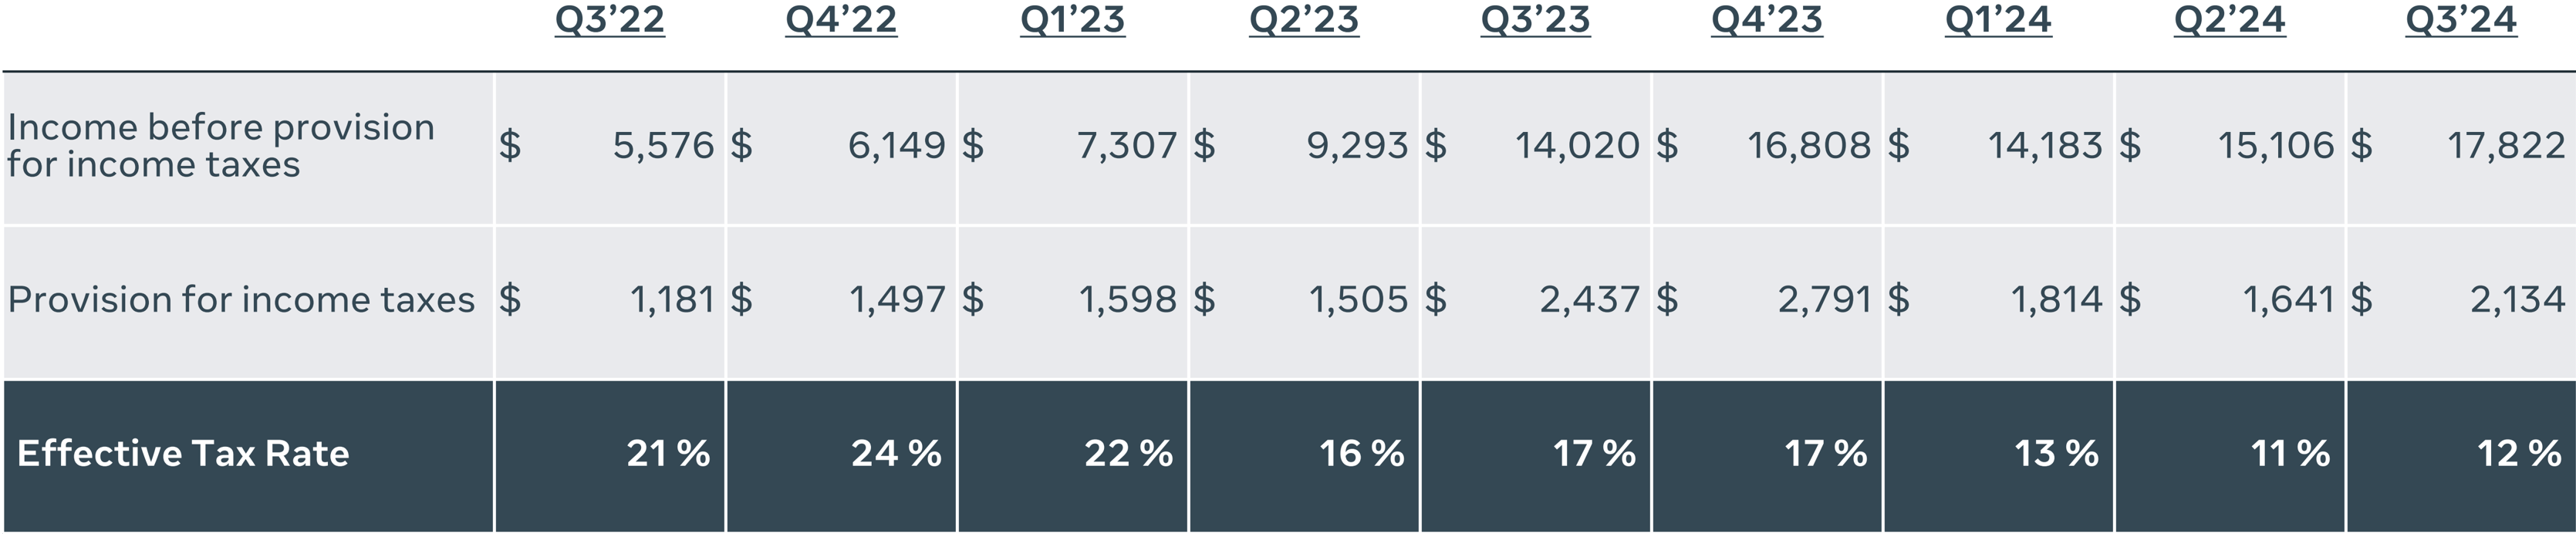 Q3’22 Q4’22 Q1’23 Q2’23 Q3’23 Q4’23 Q1’24 Q2’24 Q3’24
Income before provision
for income taxes
$ 5,576 $ 6,149 $ 7,307 $ 9,293 $ 14,020 $ 16,808 $ 14,183 $ 15,106 $ 17,822
Provision for income taxes $ 1,181 $ 1,497 $ 1,598 $ 1,505 $ 2,437 $ 2,791 $ 1,814 $ 1,641 $ 2,134
Effective Tax Rate 21 % 24 % 22 % 16 % 17 % 17 % 13 % 11 % 12 %